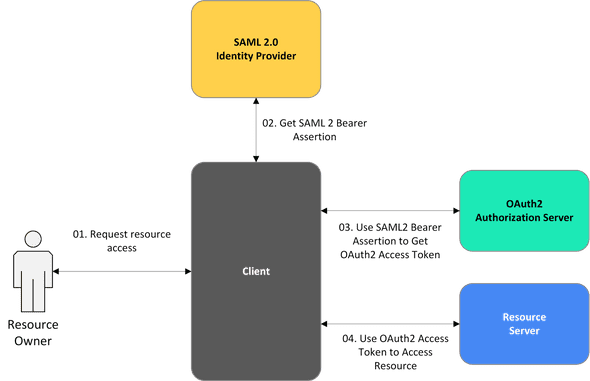 SAML 2.0
Identity Provider
02. Get SAML 2 Bearer
Assertion
OAuth2
Authorization Server
01. Request resource
access
03. Use SAML2 Bearer
Assertion to Get
OAuth2 Access Token
Client
Resource
Owner
Resource
Server
04. Use OAuth2 Access
Token to Access
Resource